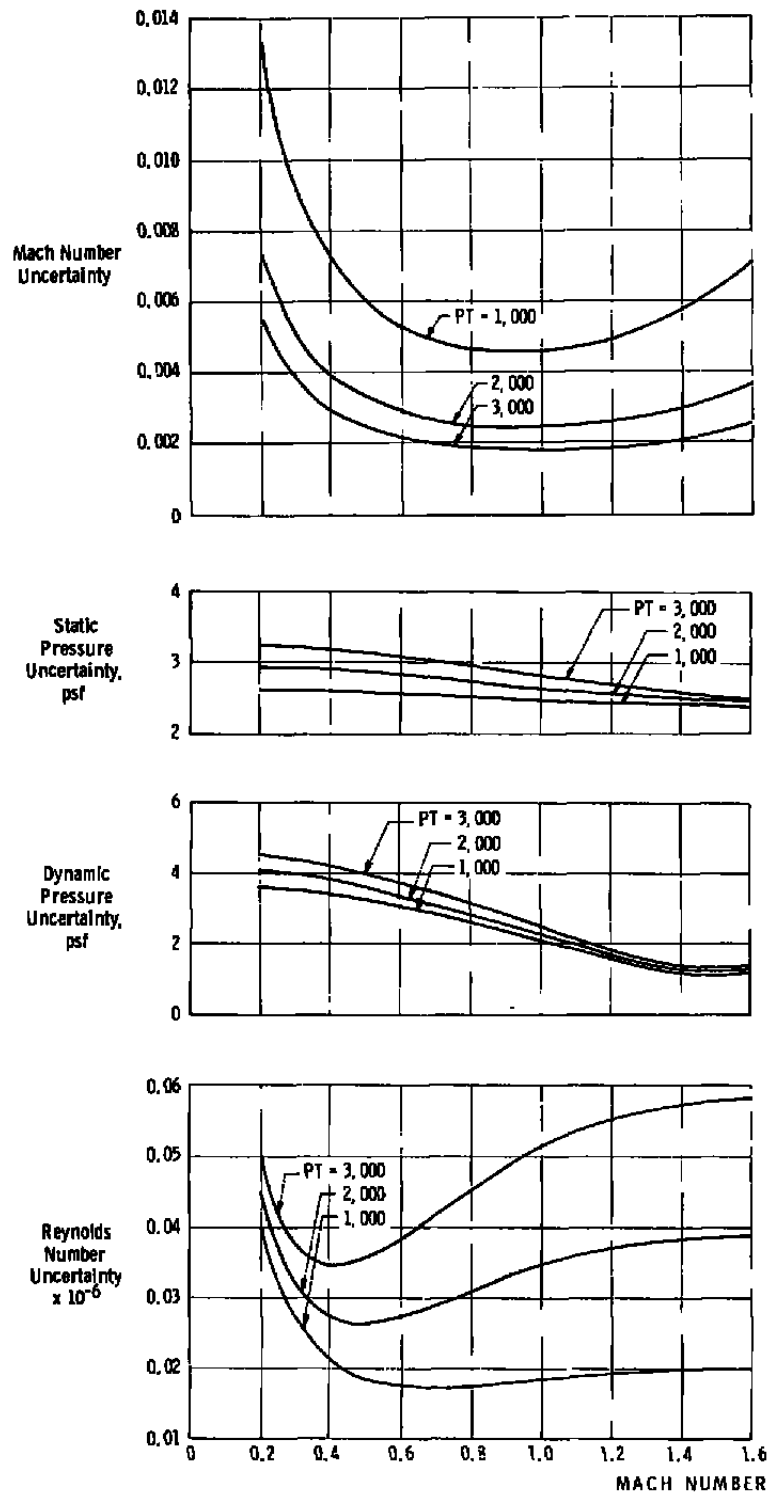 0.014
0.012
0.010
0.008
Mach Number
Uncertainty
0.006
PT = 1,000
0.004
2,000
3,000
0.002
0
4
Static
Pressure
Uncertainty,
psf
PT = 3,000
2,000
1,000
3
2
6
PT = 3,000
2,000
1,000
4
Dynamic
Pressure
Uncertainty,
psf
2
0
0.06
0.05
PT = 3,000
2,000
1,000
0.04
Reynolds
Number
Uncertainty
x 10⁻⁶
0.03
0.02
0.01
0 0.2 0.4 0.6 0.8 1.0 1.2 1.4 1.6
MACH NUMBER